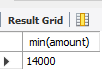 Result Grid
min(amount)
14000